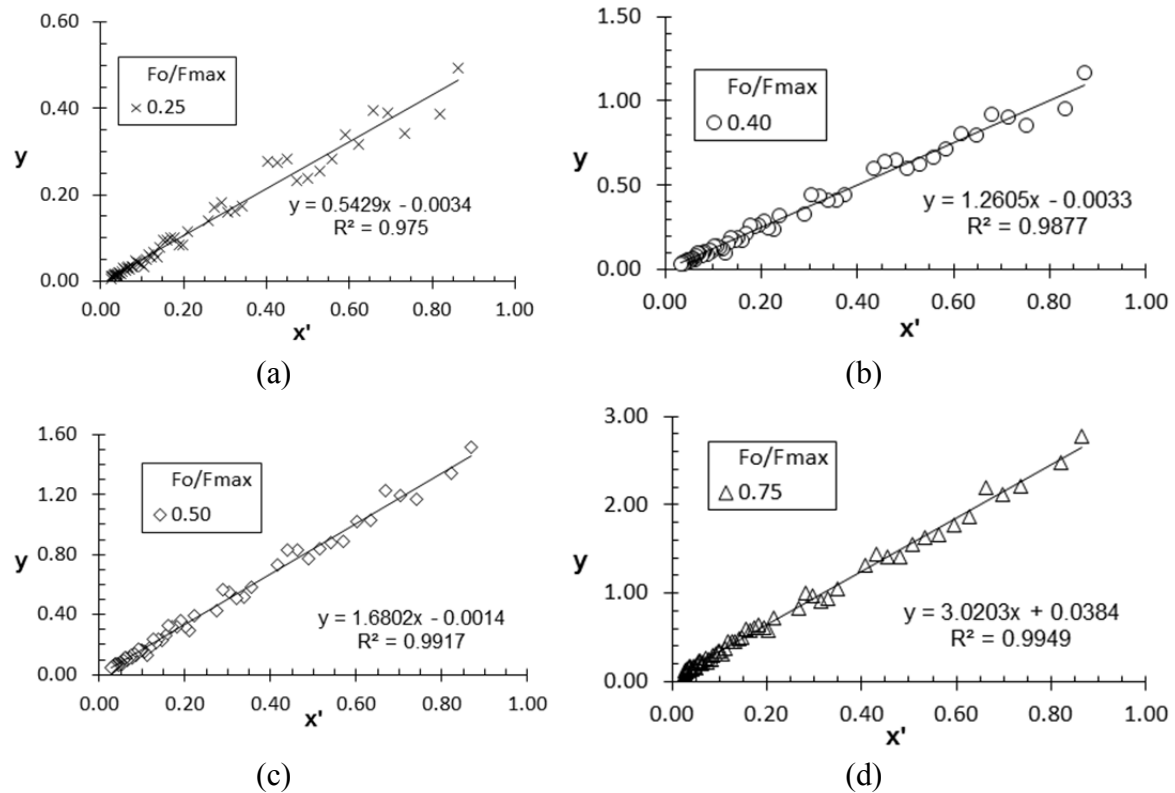 0.60
Fo/Fmax
0.25
0.40
y
0.20
y = 0.5429x - 0.0034
R² = 0.975
0.00
0.00 0.20 0.40 0.60 0.80 1.00
x'
(a)
1.50
Fo/Fmax
0.40
1.00
y
0.50
y = 1.2605x - 0.0033
R² = 0.9877
0.00
0.00 0.20 0.40 0.60 0.80 1.00
x'
(b)
1.60
Fo/Fmax
0.50
1.20
y
0.80
0.40
y = 1.6802x - 0.0014
R² = 0.9917
0.00
0.00 0.20 0.40 0.60 0.80 1.00
x'
(c)
3.00
Fo/Fmax
0.75
2.00
y
1.00
y = 3.0203x + 0.0384
R² = 0.9949
0.00
0.00 0.20 0.40 0.60 0.80 1.00
x'
(d)